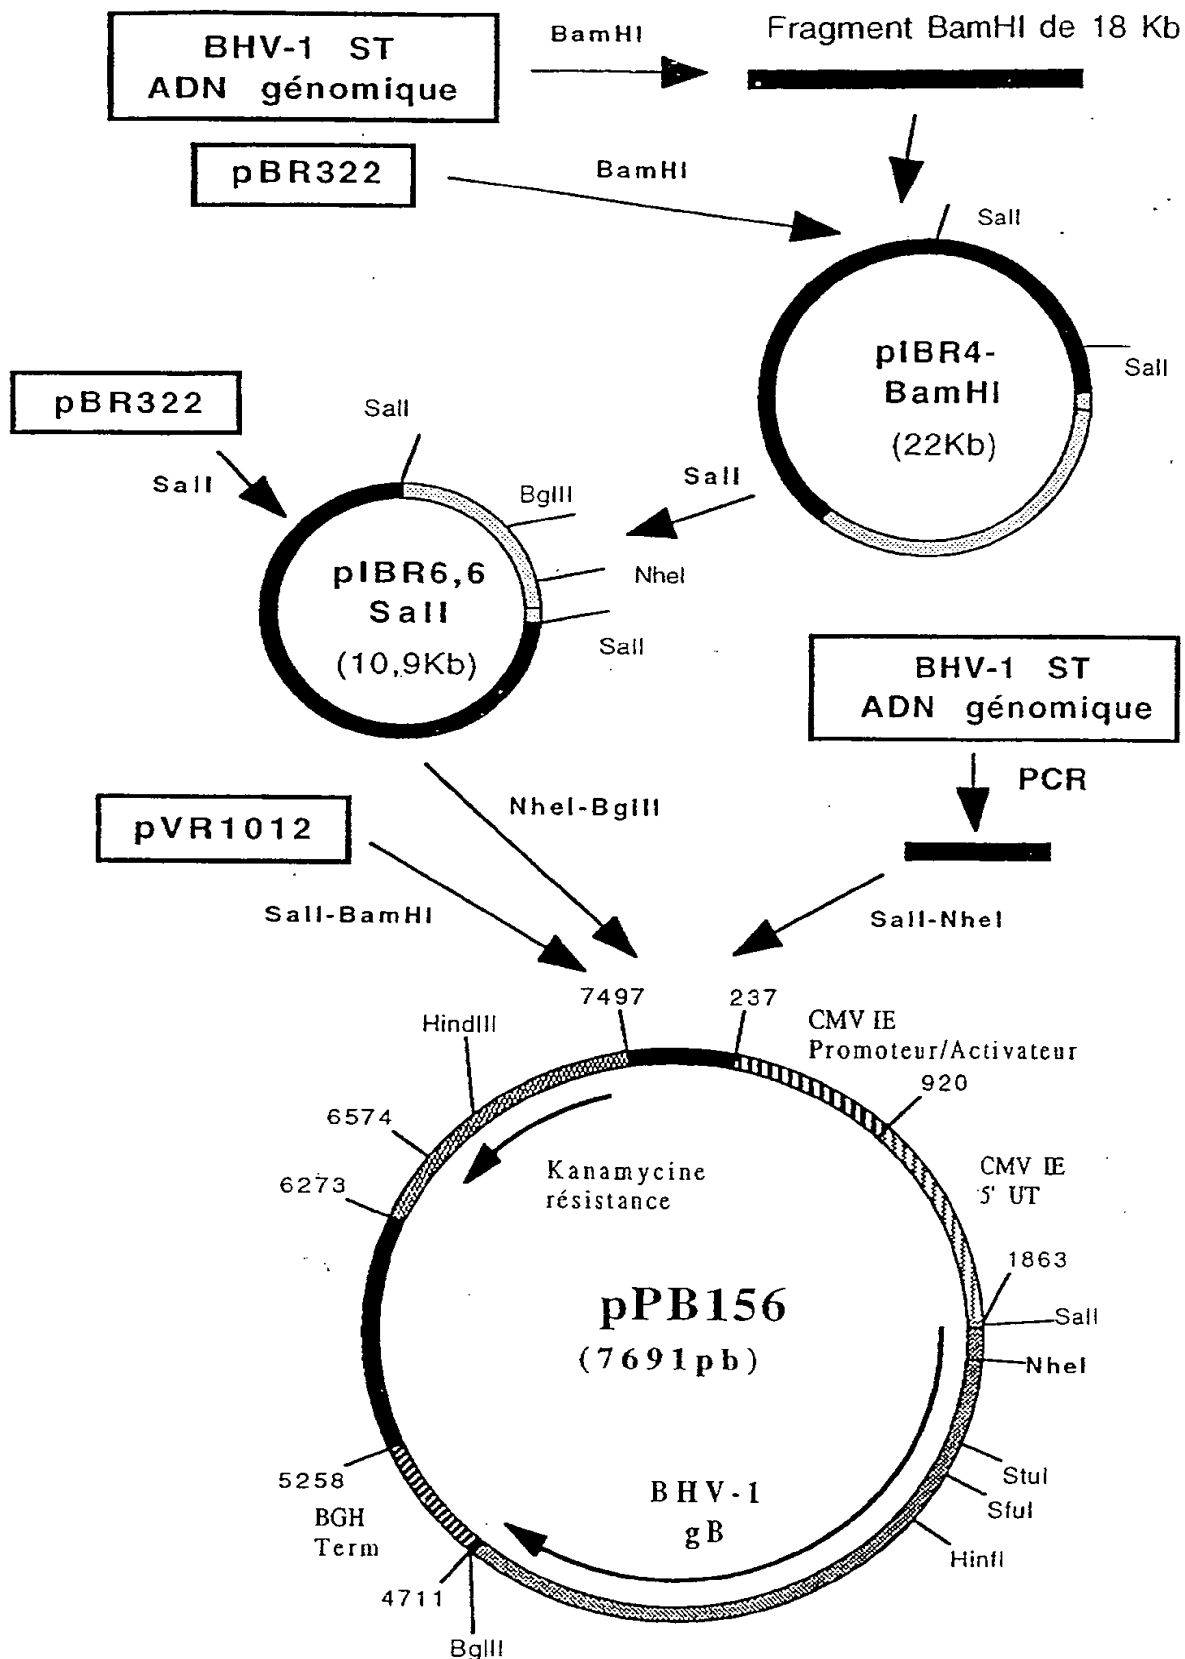 BHV-1 ST
ADN génomique
BamHI
Fragment BamHI de 18 Kb
pBR322
BamHI
SalI
pIBR4-
BamHI
(22Kb)
SalI
pBR322
SalI
SalI
SalI
BglII
NheI
SalI
pIBR6,6
SalI
(10,9Kb)
BHV-1 ST
ADN génomique
PCR
NheI-BglII
pVR1012
SalI-BamHI
SalI-NheI
7497
237
CMV IE
Promoteur/Activateur
HindIII
920
6574
Kanamycine
résistance
CMV IE
5' UT
6273
1863
SalI
NheI
pPB156
(7691pb)
StuI
SfuI
HinfI
BHV-1
gB
5258
BGH
Term
4711
BglII